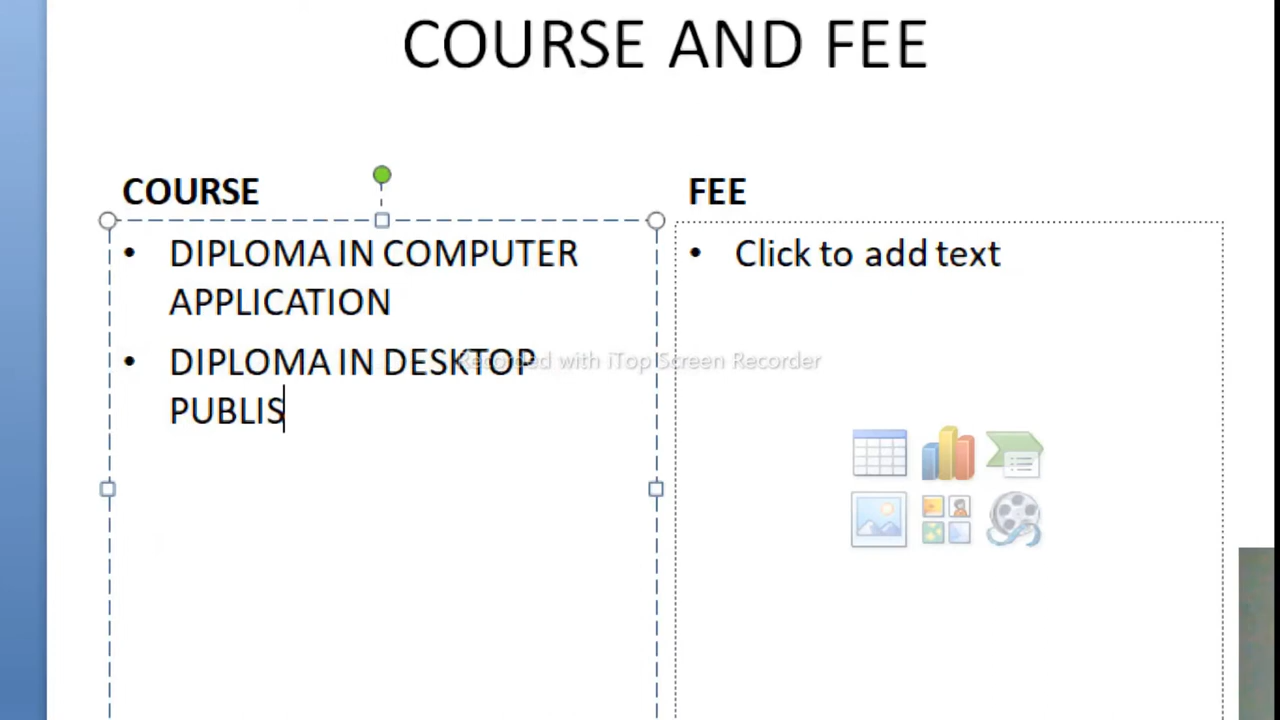 COURSE AND FEE
COURSE
FEE
• DIPLOMA IN COMPUTER
APPLICATION
• DIPLOMA IN DESKTOP
PUBLIS
• Click to add text
Recorded with iTop Screen Recorder